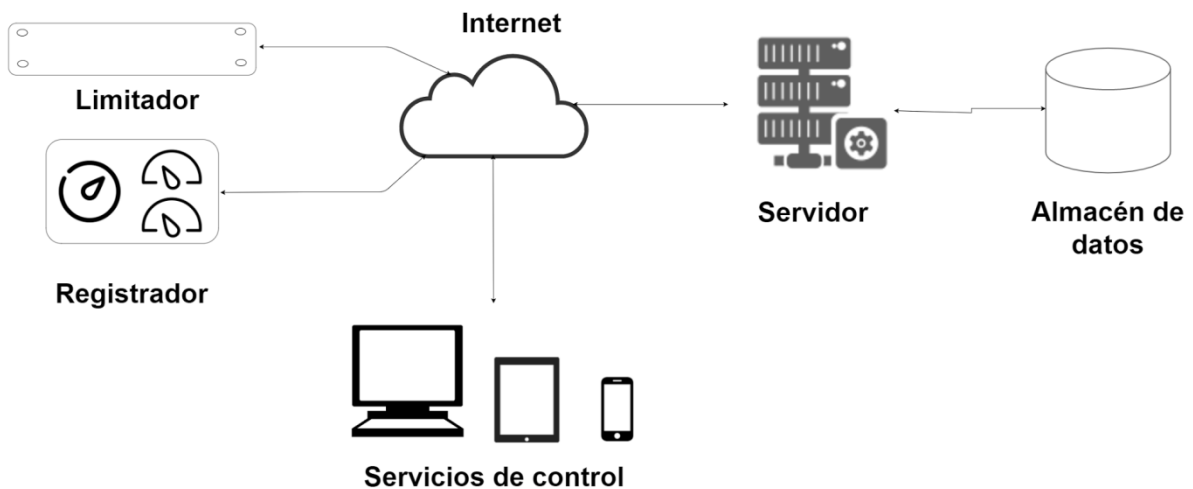 Internet
Limitador
Servidor
Almacén de
datos
Registrador
Servicios de control